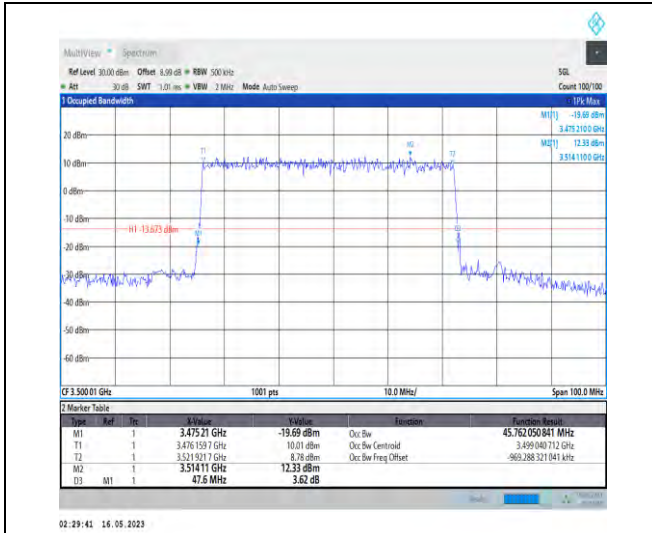 MultiView Spectrum
Ref Level 30.00 dBm Offset 8.99 dB RBW 500 kHz SGL
Att 30 dB SWT 1.01 ms VBW 2 MHz Mode Auto Sweep Count 100/100
1 Occupied Bandwidth 1Pk Max
M1[1] -19.69 dBm
3.475 210 0 GHz
20 dBm M2[1] 12.33 dBm
3.514 110 0 GHz
T1 M2 T2
10 dBm
0 dBm
-10 dBm
H1 -13.673 dBm M1 D3
-30 dBm
-40 dBm
-50 dBm
-60 dBm
CF 3.500 01 GHz 1001 pts 10.0 MHz/ Span 100.0 MHz
2 Marker Table
Type Ref Trc X-Value Y-Value Function Function Result
M1 1 3.475 21 GHz -19.69 dBm Occ Bw 45.762 050 841 MHz
T1 1 3.476 159 7 GHz 10.01 dBm Occ Bw Centroid 3.499 040 712 GHz
T2 1 3.521 921 7 GHz 8.78 dBm Occ Bw Freq Offset -969.288 321 041 kHz
M2 1 3.514 11 GHz 12.33 dBm
D3 M1 1 47.6 MHz 3.62 dB
02:29:41 16.05.2023